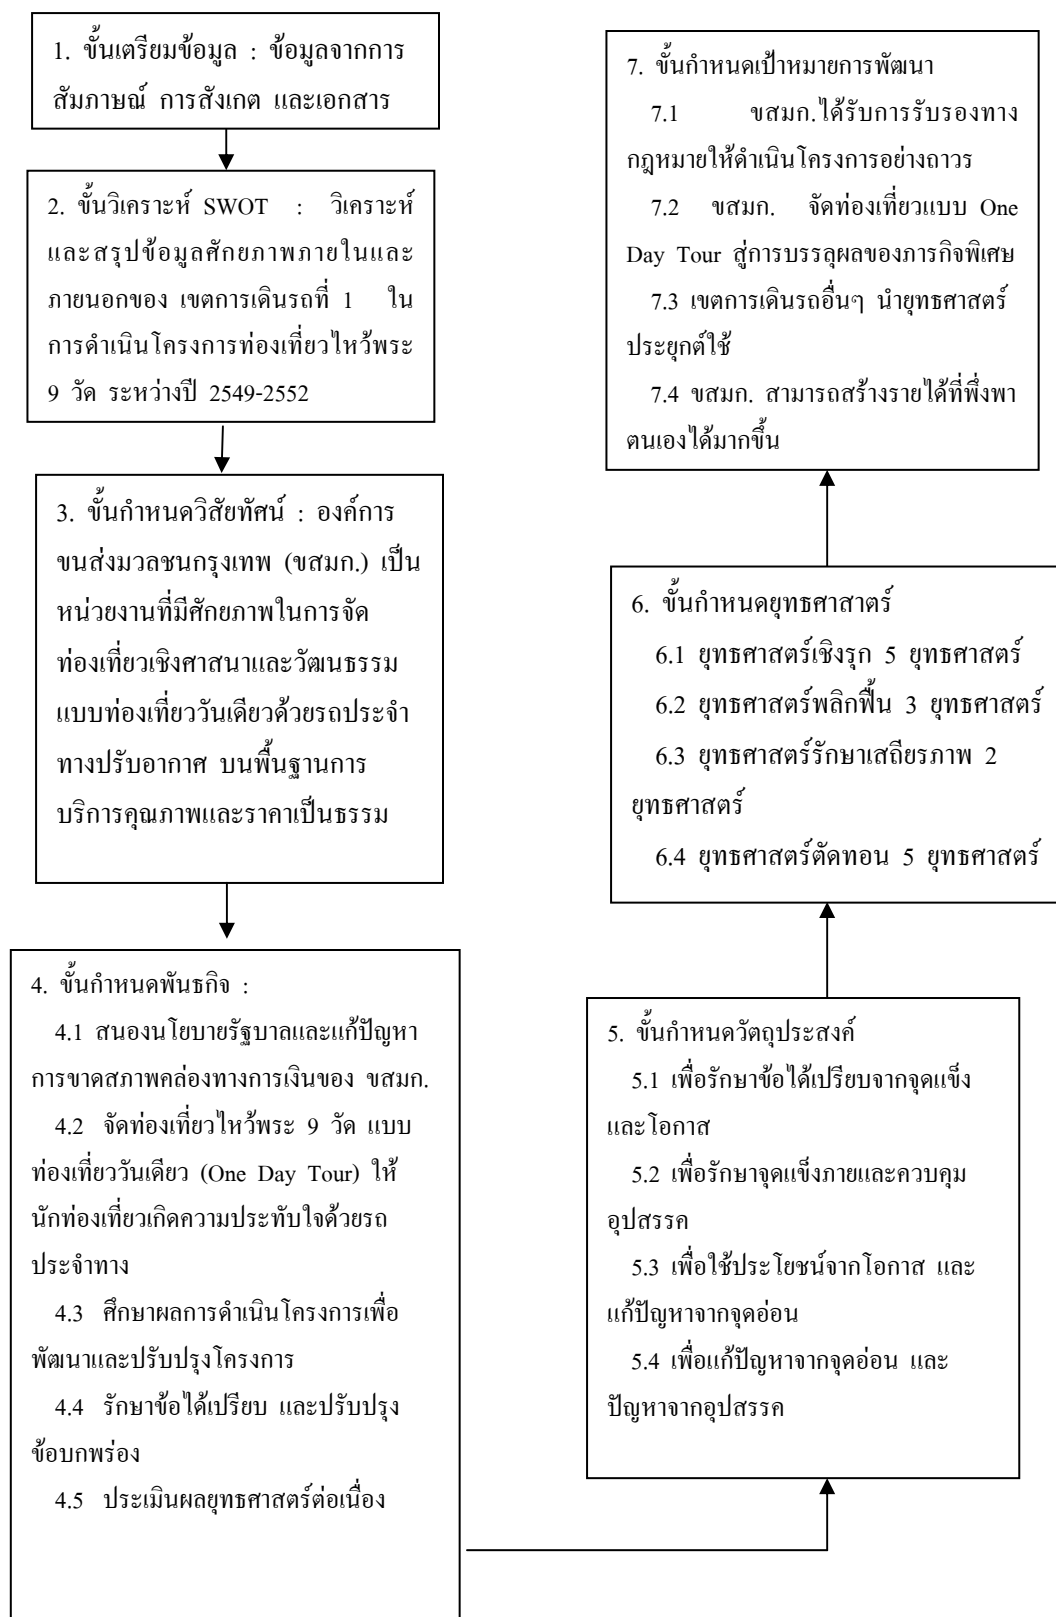 1. ขั้นเตรียมข้อมูล : ข้อมูลจากการ
สัมภาษณ์ การสังเกต และเอกสาร
2. ขั้นวิเคราะห์ SWOT : วิเคราะห์
และสรุปข้อมูลศักยภาพภายในและ
ภายนอกของ เขตการเดินรถที่ 1 ใน
การดำเนินโครงการท่องเที่ยวไหว้พระ
9 วัด ระหว่างปี 2549-2552
3. ขั้นกำหนดวิสัยทัศน์ : องค์การ
ขนส่งมวลชนกรุงเทพ (ขสมก.) เป็น
หน่วยงานที่มีศักยภาพในการจัด
ท่องเที่ยวเชิงศาสนาและวัฒนธรรม
แบบท่องเที่ยววันเดียวด้วยรถประจำ
ทางปรับอากาศ บนพื้นฐานการ
บริการคุณภาพและราคาเป็นธรรม
4. ขั้นกำหนดพันธกิจ :
4.1 สนองนโยบายรัฐบาลและแก้ปัญหา
การขาดสภาพคล่องทางการเงินของ ขสมก.
4.2 จัดท่องเที่ยวไหว้พระ 9 วัด แบบ
ท่องเที่ยววันเดียว (One Day Tour) ให้
นักท่องเที่ยวเกิดความประทับใจด้วยรถ
ประจำทาง
4.3 ศึกษาผลการดำเนินโครงการเพื่อ
พัฒนาและปรับปรุงโครงการ
4.4 รักษาข้อได้เปรียบ และปรับปรุง
ข้อบกพร่อง
4.5 ประเมินผลยุทธศาสตร์ต่อเนื่อง
5. ขั้นกำหนดวัตถุประสงค์
5.1 เพื่อรักษาข้อได้เปรียบจากจุดแข็ง
และโอกาส
5.2 เพื่อรักษาจุดแข็งภายและควบคุม
อุปสรรค
5.3 เพื่อใช้ประโยชน์จากโอกาส และ
แก้ปัญหาจากจุดอ่อน
5.4 เพื่อแก้ปัญหาจากจุดอ่อน และ
ปัญหาจากอุปสรรค
6. ขั้นกำหนดยุทธศาสาตร์
6.1 ยุทธศาสตร์เชิงรุก 5 ยุทธศาสตร์
6.2 ยุทธศาสตร์พลิกฟื้น 3 ยุทธศาสตร์
6.3 ยุทธศาสตร์รักษาเสถียรภาพ 2
ยุทธศาสตร์
6.4 ยุทธศาสตร์ตัดทอน 5 ยุทธศาสตร์
7. ขั้นกำหนดเป้าหมายการพัฒนา
7.1 ขสมก.ได้รับการรับรองทาง
กฎหมายให้ดำเนินโครงการอย่างถาวร
7.2 ขสมก. จัดท่องเที่ยวแบบ One
Day Tour สู่การบรรลุผลของภารกิจพิเศษ
7.3 เขตการเดินรถอื่นๆ นำยุทธศาสตร์
ประยุกต์ใช้
7.4 ขสมก. สามารถสร้างรายได้ที่พึ่งพา
ตนเองได้มากขึ้น